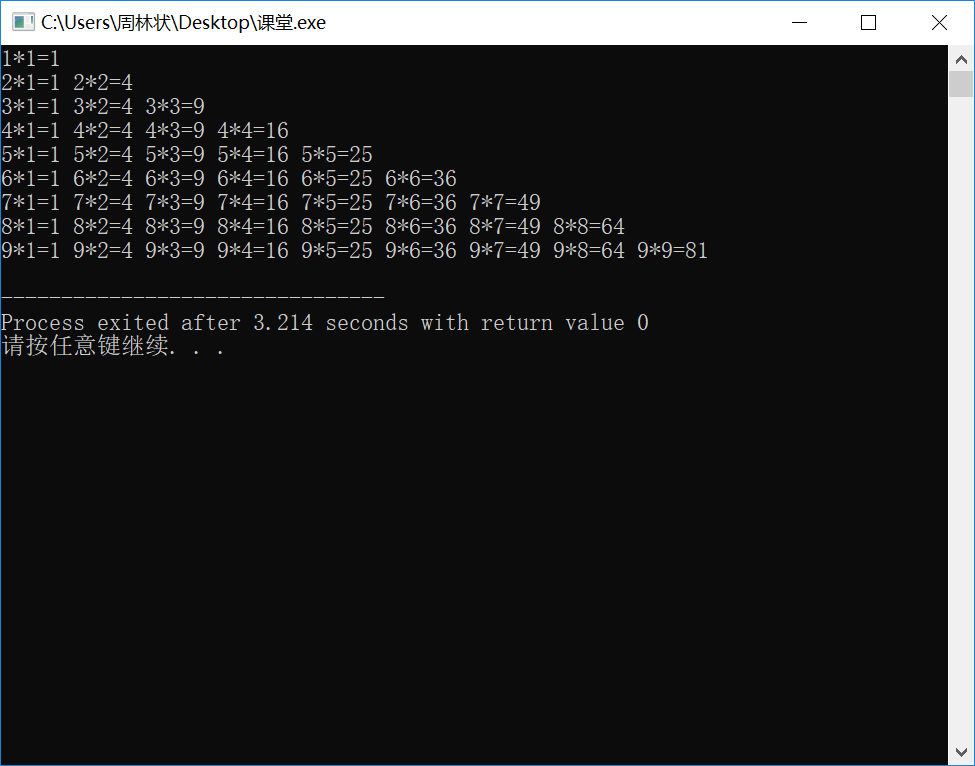 C:\Users\周林状\Desktop\课堂.exe
1*1=1
2*1=1 2*2=4
3*1=1 3*2=4 3*3=9
4*1=1 4*2=4 4*3=9 4*4=16
5*1=1 5*2=4 5*3=9 5*4=16 5*5=25
6*1=1 6*2=4 6*3=9 6*4=16 6*5=25 6*6=36
7*1=1 7*2=4 7*3=9 7*4=16 7*5=25 7*6=36 7*7=49
8*1=1 8*2=4 8*3=9 8*4=16 8*5=25 8*6=36 8*7=49 8*8=64
9*1=1 9*2=4 9*3=9 9*4=16 9*5=25 9*6=36 9*7=49 9*8=64 9*9=81
--------------------------------
Process exited after 3.214 seconds with return value 0
请按任意键继续. . .